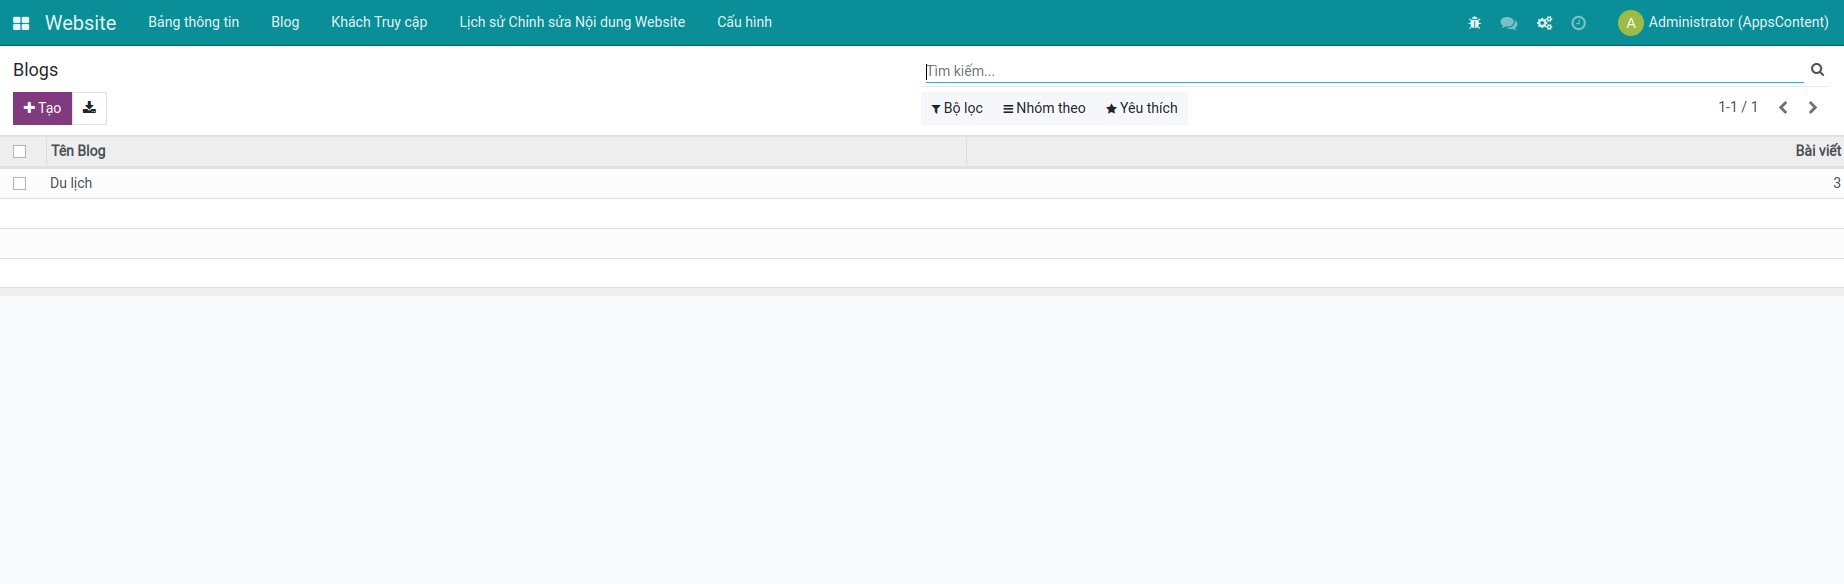 Website Bảng thông tin Blog Khách Truy cập Lịch sử Chỉnh sửa Nội dung Website Cấu hình A Administrator (AppsContent)
Blogs Tìm kiếm...
Tạo Bộ lọc Nhóm theo Yêu thích 1-1 / 1
Tên Blog Bài viết
Du lịch 3